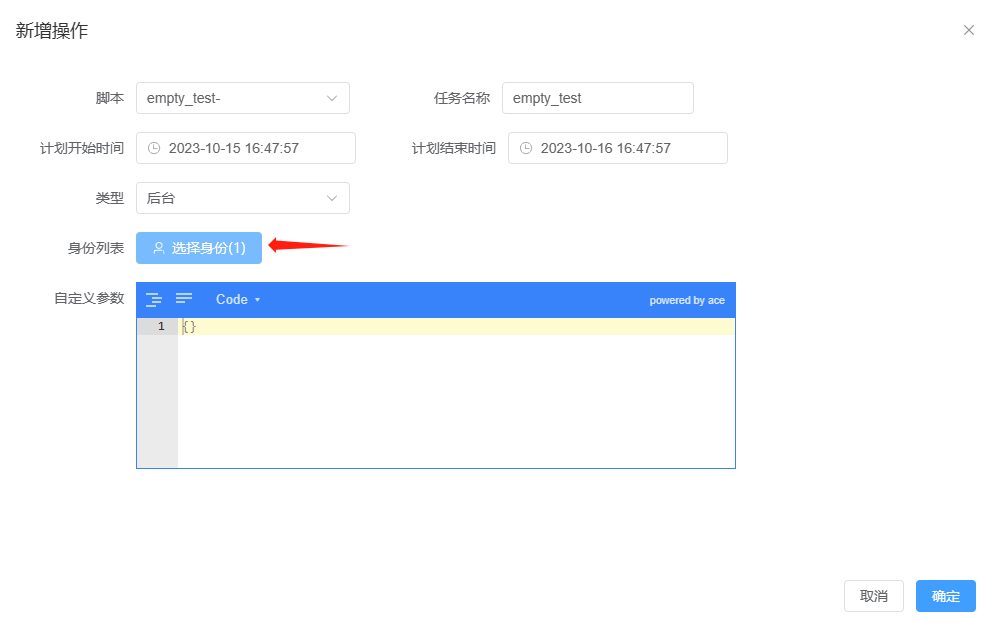 新增操作
脚本 empty_test- 任务名称 empty_test
计划开始时间 2023-10-15 16:47:57 计划结束时间 2023-10-16 16:47:57
类型 后台
身份列表 选择身份(1)
自定义参数 Code powered by ace
1 {}
取消 确定